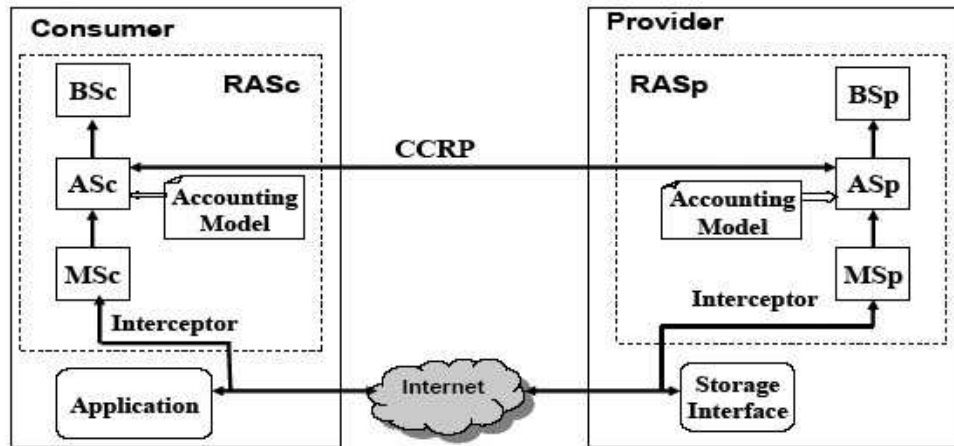 Consumer
RASc
BSc
ASc
Accounting
Model
MSc
Interceptor
Application
CCRP
Internet
Provider
RASp
BSp
ASp
Accounting
Model
MSp
Interceptor
Storage
Interface